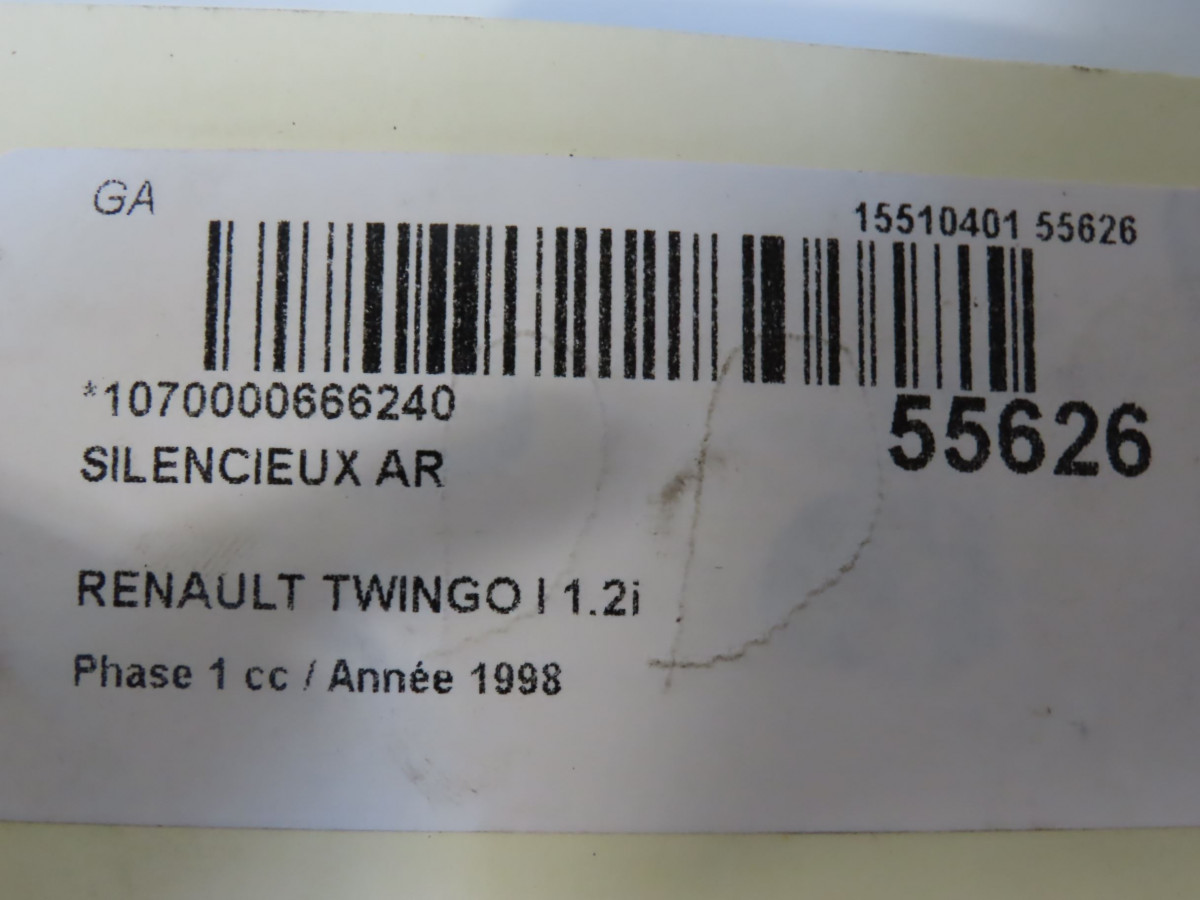 GA
15510401 55626
*1070000666240
55626
SILENCIEUX AR
RENAULT TWINGO I 1.2i
Phase 1 cc / Année 1998